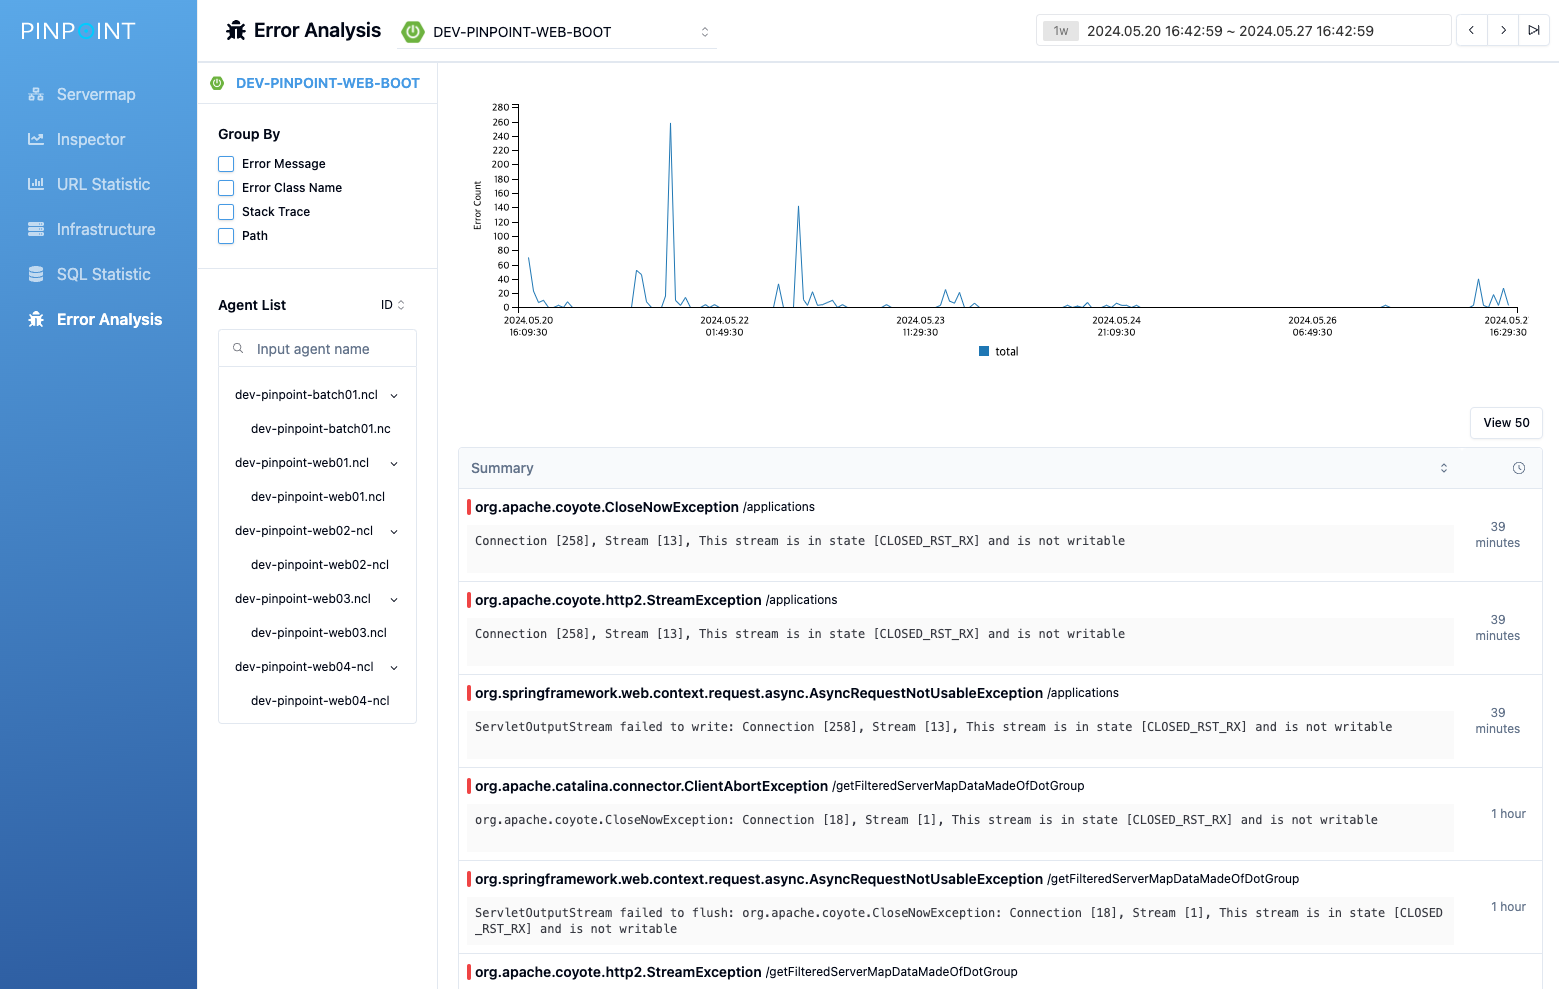 PINPOINT
Servermap
Inspector
URL Statistic
Infrastructure
SQL Statistic
Error Analysis
Error Analysis
DEV-PINPOINT-WEB-BOOT
1w
2024.05.20 16:42:59 ~ 2024.05.27 16:42:59
DEV-PINPOINT-WEB-BOOT
Group By
Error Message
Error Class Name
Stack Trace
Path
Agent List
ID
Input agent name
dev-pinpoint-batch01.ncl
dev-pinpoint-batch01.nc
dev-pinpoint-web01.ncl
dev-pinpoint-web01.ncl
dev-pinpoint-web02-ncl
dev-pinpoint-web02-ncl
dev-pinpoint-web03.ncl
dev-pinpoint-web03.ncl
dev-pinpoint-web04-ncl
dev-pinpoint-web04-ncl
Error Count
280
260
240
220
200
180
160
140
120
100
80
60
40
20
0
2024.05.20
16:09:30
2024.05.22
01:49:30
2024.05.23
11:29:30
2024.05.24
21:09:30
2024.05.26
06:49:30
2024.05.2
16:29:30
total
View 50
Summary
org.apache.coyote.CloseNowException /applications
Connection [258], Stream [13], This stream is in state [CLOSED_RST_RX] and is not writable
39
minutes
org.apache.coyote.http2.StreamException /applications
Connection [258], Stream [13], This stream is in state [CLOSED_RST_RX] and is not writable
39
minutes
org.springframework.web.context.request.async.AsyncRequestNotUsableException /applications
ServletOutputStream failed to write: Connection [258], Stream [13], This stream is in state [CLOSED_RST_RX] and is not writable
39
minutes
org.apache.catalina.connector.ClientAbortException /getFilteredServerMapDataMadeOfDotGroup
org.apache.coyote.CloseNowException: Connection [18], Stream [1], This stream is in state [CLOSED_RST_RX] and is not writable
1 hour
org.springframework.web.context.request.async.AsyncRequestNotUsableException /getFilteredServerMapDataMadeOfDotGroup
ServletOutputStream failed to flush: org.apache.coyote.CloseNowException: Connection [18], Stream [1], This stream is in state [CLOSED
_RST_RX] and is not writable
1 hour
org.apache.coyote.http2.StreamException /getFilteredServerMapDataMadeOfDotGroup